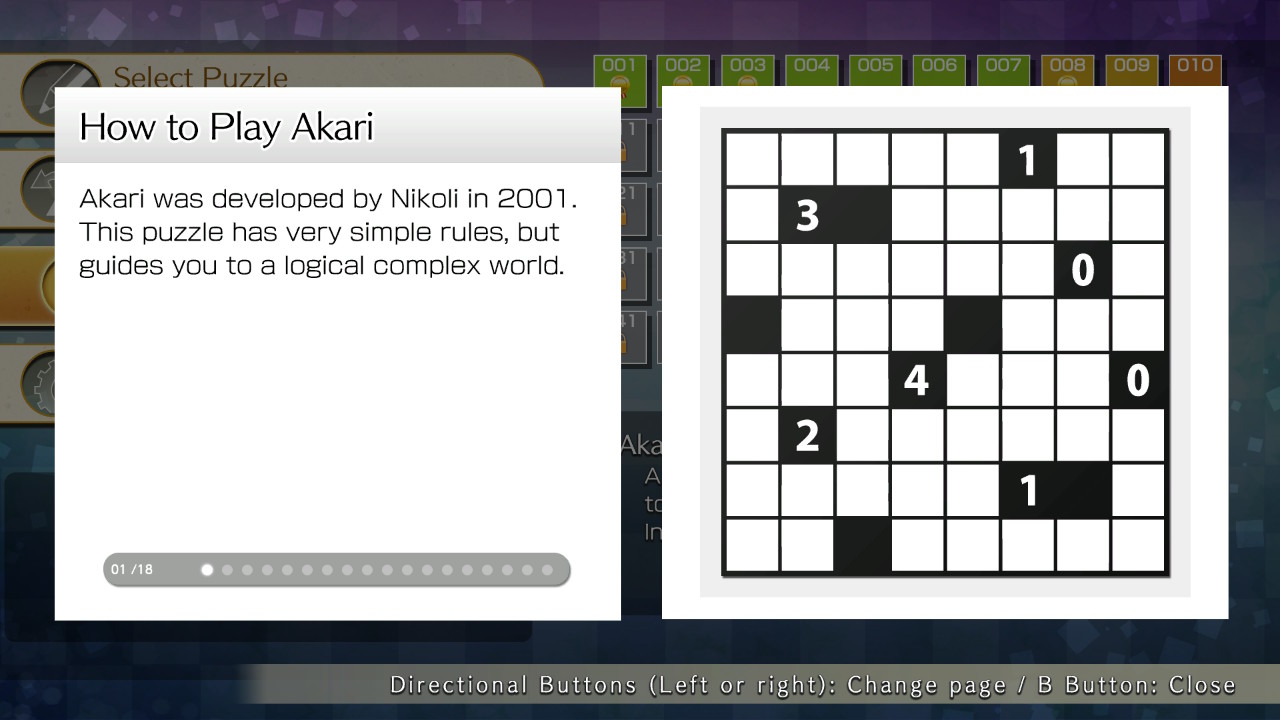 Select Puzzle
001 002 003 004 005 006 007 008 009 010
How to Play Akari
Akari was developed by Nikoli in 2001.
This puzzle has very simple rules, but
guides you to a logical complex world.
01 /18
1
3
0
4 0
2
1
Directional Buttons (Left or right): Change page / B Button: Close